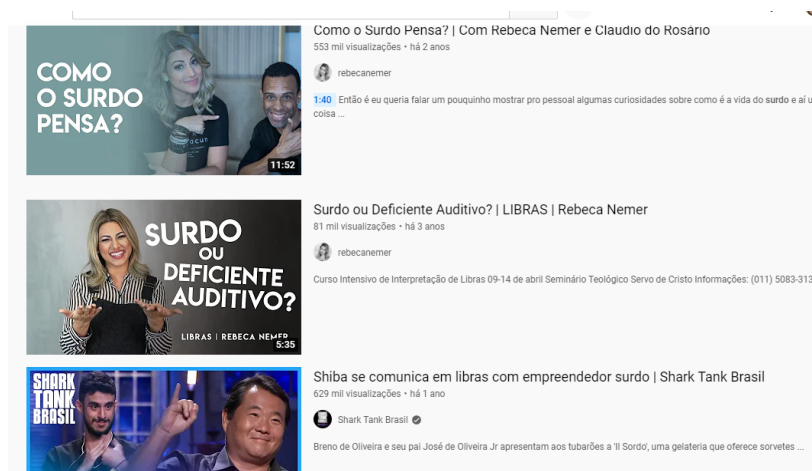 Como o Surdo Pensa? | Com Rebeca Nemer e Claudio do Rosário
553 mil visualizações • há 2 anos
rebecanemer
1:40 Então é eu queria falar um pouquinho mostrar pro pessoal algumas curiosidades sobre como é a vida do surdo e aí u
coisa ...
COMO
O SURDO
PENSA?
11:52
Surdo ou Deficiente Auditivo? | LIBRAS | Rebeca Nemer
81 mil visualizações • há 3 anos
rebecanemer
Curso Intensivo de Interpretação de Libras 09-14 de abril Seminário Teológico Servo de Cristo Informações: (011) 5083-313
SURDO
OU
DEFICIENTE
AUDITIVO?
LIBRAS | REBECA NEMER
5:35
Shiba se comunica em libras com empreendedor surdo | Shark Tank Brasil
629 mil visualizações • há 1 ano
Shark Tank Brasil
Breno de Oliveira e seu pai José de Oliveira Jr apresentam aos tubarões a 'Il Sordo', uma gelateria que oferece sorvetes ...
SHARK
TANK
BRASIL